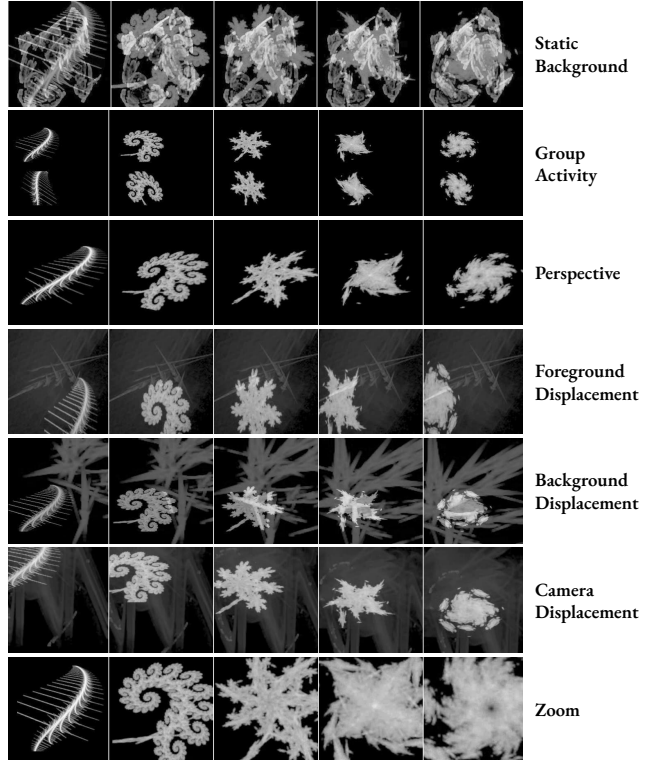 Static
Background
Group
Activity
Perspective
Foreground
Displacement
Background
Displacement
Camera
Displacement
Zoom